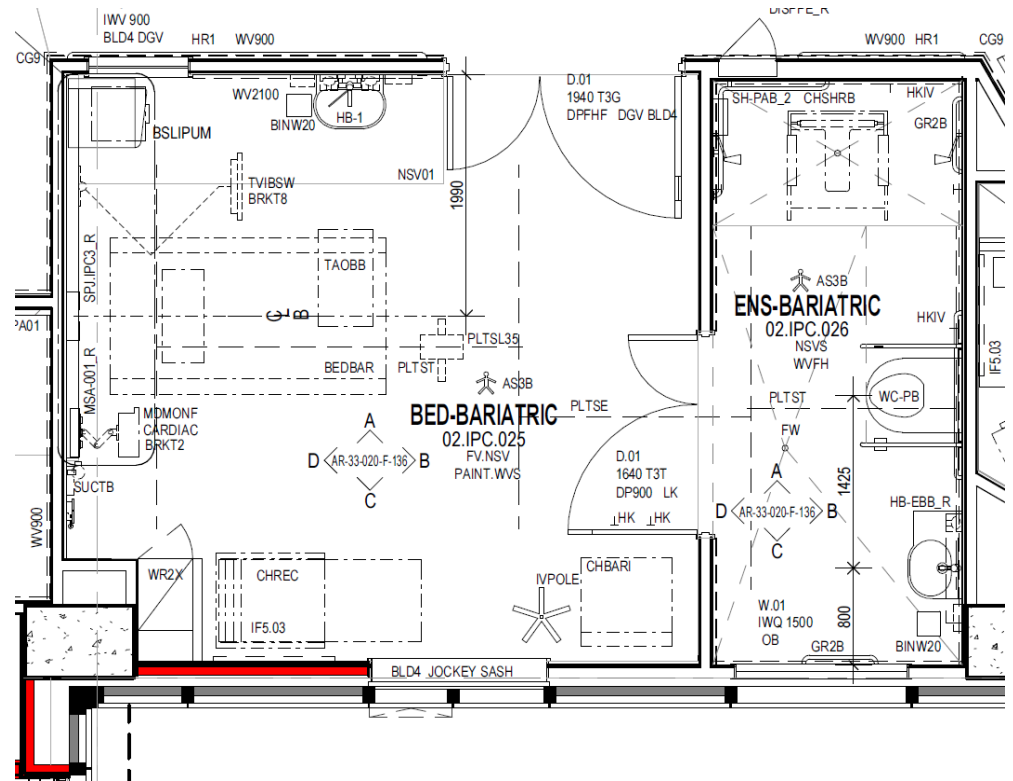 DISPPE_R
IWV 900
BLD4 DGV
HR1
WV900
WV900
HR1
CG9
CG9
WV2100
BINW20
HB-1
D.01
1940 T3G
DPFHF DGV BLD4
SH-PAB_2
CHSHRB
HKIV
GR2B
BSLIPUM
TVIBSW
BRKT8
NSV01
1990
SPJ.IPC3_R
TAOBB
AS3B
ENS-BARIATRIC
02.IPC.026
NSVS
WVFH
HKIV
PA01
CL
B
PLTSL35
PLTST
BEDBAR
AS3B
IF5.03
MSA-001_R
MDMONF
CARDIAC
BRKT2
BED-BARIATRIC
02.IPC.025
FV.NSV
PAINT.WVS
PLTSE
PLTST
FW
WC-PB
A
D
AR-33-020-F-136
B
C
D.01
1640 T3T
DP900 LK
HK
HK
A
D
AR-33-020-F-136
B
C
1425
HB-EBB_R
SUCTB
WV900
WR2X
CHREC
IF5.03
IVPOLE
CHBARI
W.01
IWQ 1500
OB
800
GR2B
BINW20
BLD4 JOCKEY SASH